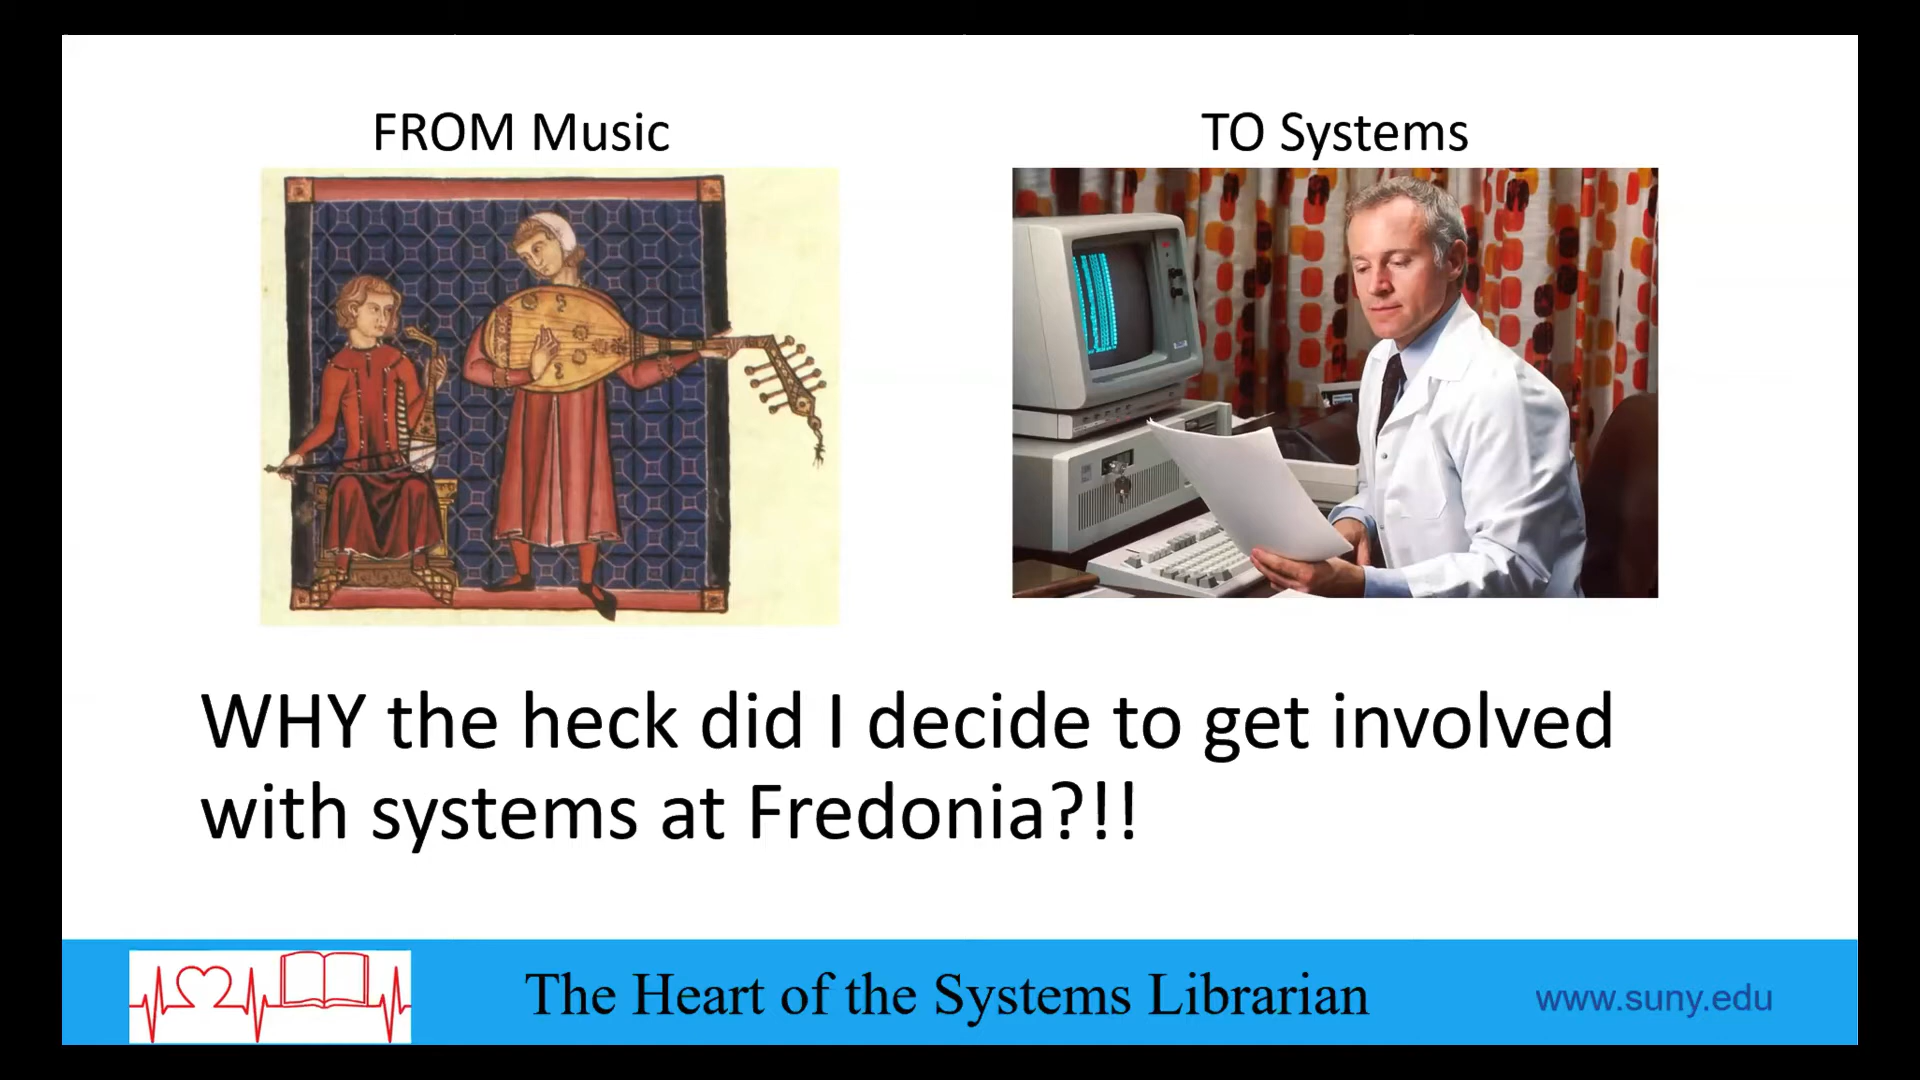 FROM Music
TO Systems
WHY the heck did I decide to get involved
with systems at Fredonia?!!
The Heart of the Systems Librarian
www.suny.edu